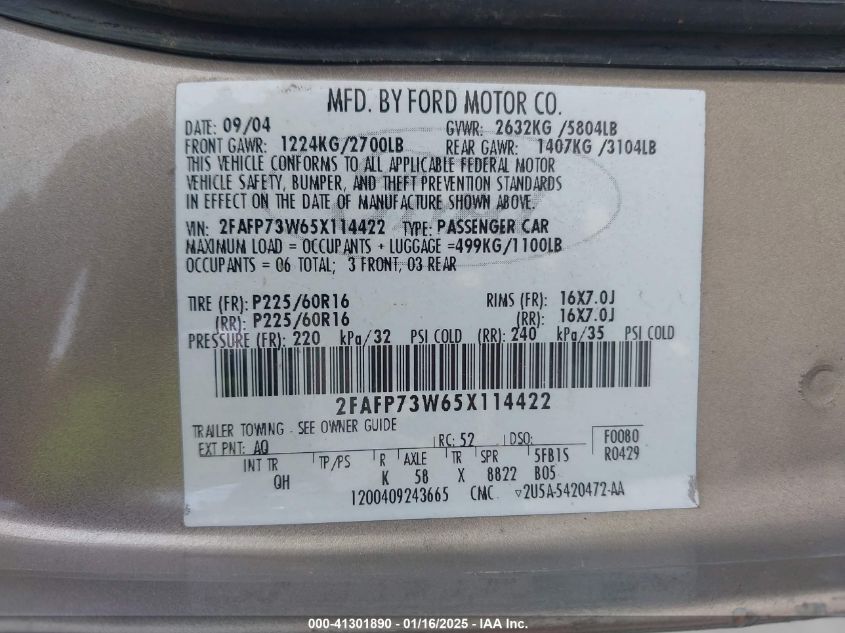 MFD. BY FORD MOTOR CO.
DATE: 09/04 GVWR: 2632KG /5804LB
FRONT GAWR: 1224KG/2700LB REAR GAWR: 1407KG /3104LB
THIS VEHICLE CONFORMS TO ALL APPLICABLE FEDERAL MOTOR
VEHICLE SAFETY, BUMPER, AND THEFT PREVENTION STANDARDS
IN EFFECT ON THE DATE OF MANUFACTURE SHOWN ABOVE.
VIN: 2FAFP73W65X114422 TYPE: PASSENGER CAR
MAXIMUM LOAD = OCCUPANTS + LUGGAGE =499KG/1100LB
OCCUPANTS = 06 TOTAL; 3 FRONT, 03 REAR
TIRE (FR): P225/60R16 RIMS (FR): 16X7.0J
(RR): P225/60R16 (RR): 16X7.0J
PRESSURE (FR): 220 kPa/32 PSI COLD (RR): 240 kPa/35 PSI COLD
2FAFP73W65X114422
TRAILER TOWING - SEE OWNER GUIDE
EXT PNT: AQ RC: 52 DSO: F0080
INT TR TP/PS R AXLE TR SPR 5FB1S R0429
QH K 58 X 8822 B05
1200409243665 CMC ▽2U5A-5420472-AA
000-41301890 - 01/16/2025 - IAA Inc.